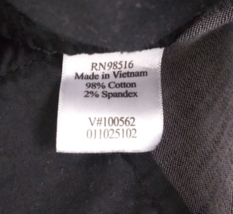 RN98516
Made in Vietnam
98% Cotton
2% Spandex
V#100562
011025102